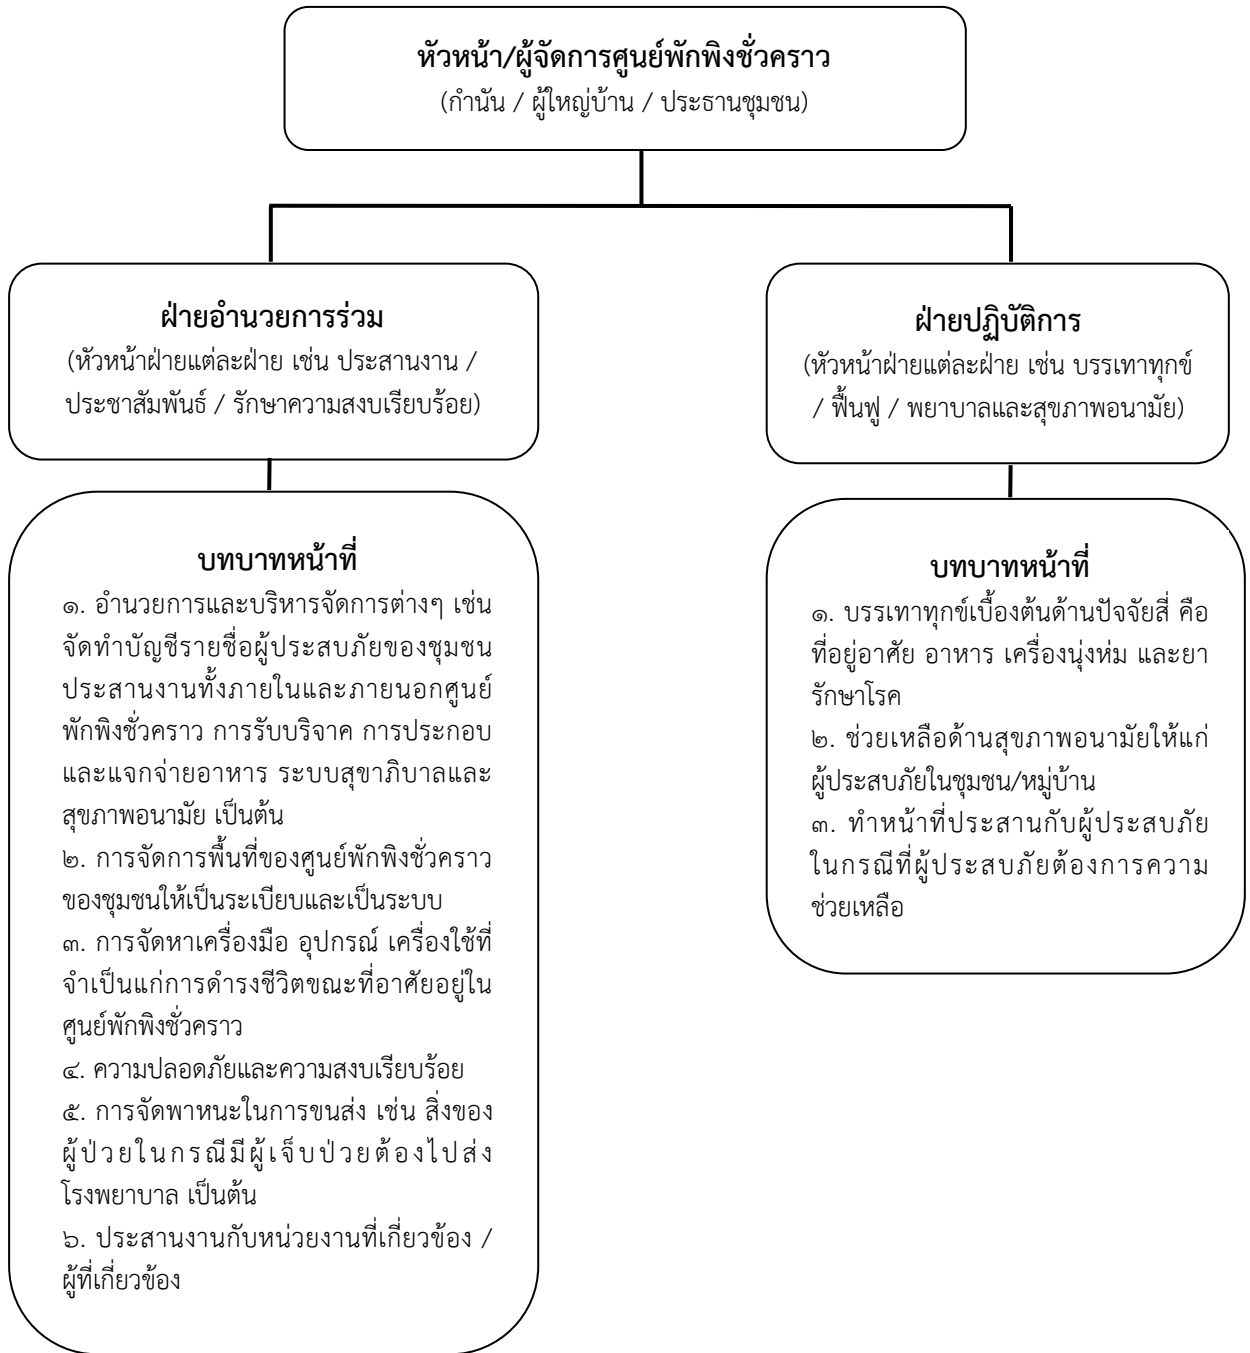 หัวหน้า/ผู้จัดการศูนย์พักพิงชั่วคราว
(กำนัน / ผู้ใหญ่บ้าน / ประธานชุมชน)
ฝ่ายอำนวยการร่วม
(หัวหน้าฝ่ายแต่ละฝ่าย เช่น ประสานงาน /
ประชาสัมพันธ์ / รักษาความสงบเรียบร้อย)
บทบาทหน้าที่
๑. อำนวยการและบริหารจัดการต่างๆ เช่น
จัดทำบัญชีรายชื่อผู้ประสบภัยของชุมชน
ประสานงานทั้งภายในและภายนอกศูนย์
พักพิงชั่วคราว การรับบริจาค การประกอบ
และแจกจ่ายอาหาร ระบบสุขาภิบาลและ
สุขภาพอนามัย เป็นต้น
๒. การจัดการพื้นที่ของศูนย์พักพิงชั่วคราว
ของชุมชนให้เป็นระเบียบและเป็นระบบ
๓. การจัดหาเครื่องมือ อุปกรณ์ เครื่องใช้ที่
จำเป็นแก่การดำรงชีวิตขณะที่อาศัยอยู่ใน
ศูนย์พักพิงชั่วคราว
๔. ความปลอดภัยและความสงบเรียบร้อย
๕. การจัดพาหนะในการขนส่ง เช่น สิ่งของ
ผู้ป่วยในกรณีมีผู้เจ็บป่วยต้องไปส่ง
โรงพยาบาล เป็นต้น
๖. ประสานงานกับหน่วยงานที่เกี่ยวข้อง /
ผู้ที่เกี่ยวข้อง
ฝ่ายปฏิบัติการ
(หัวหน้าฝ่ายแต่ละฝ่าย เช่น บรรเทาทุกข์
/ ฟื้นฟู / พยาบาลและสุขภาพอนามัย)
บทบาทหน้าที่
๑. บรรเทาทุกข์เบื้องต้นด้านปัจจัยสี่ คือ
ที่อยู่อาศัย อาหาร เครื่องนุ่งห่ม และยา
รักษาโรค
๒. ช่วยเหลือด้านสุขภาพอนามัยให้แก่
ผู้ประสบภัยในชุมชน/หมู่บ้าน
๓. ทำหน้าที่ประสานกับผู้ประสบภัย
ในกรณีที่ผู้ประสบภัยต้องการความ
ช่วยเหลือ